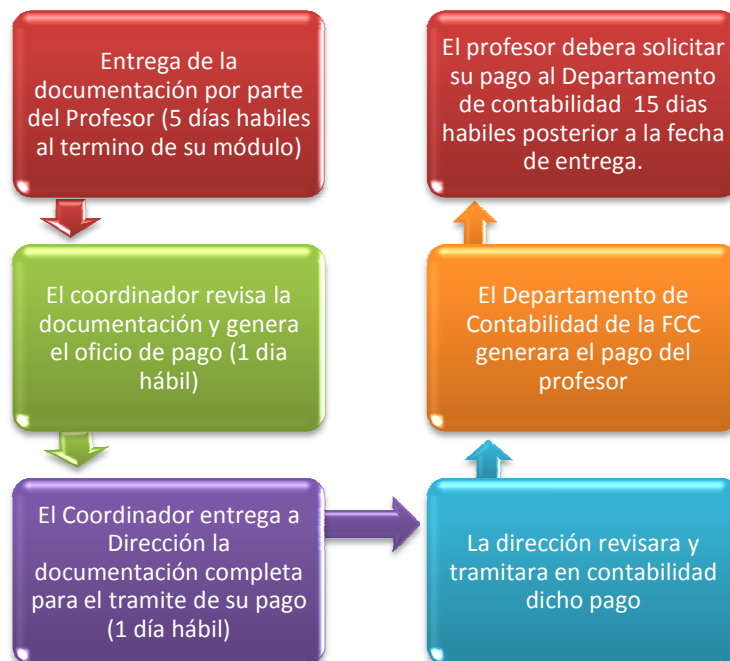 Entrega de la
documentación por parte
del Profesor (5 días habiles
al termino de su módulo)
El coordinador revisa la
documentación y genera
el oficio de pago (1 dia
hábil)
El Coordinador entrega a
Dirección la
documentación completa
para el tramite de su pago
(1 día hábil)
La dirección revisara y
tramitara en contabilidad
dicho pago
El Departamento de
Contabilidad de la FCC
generara el pago del
profesor
El profesor debera solicitar
su pago al Departamento
de contabilidad 15 dias
habiles posterior a la fecha
de entrega.